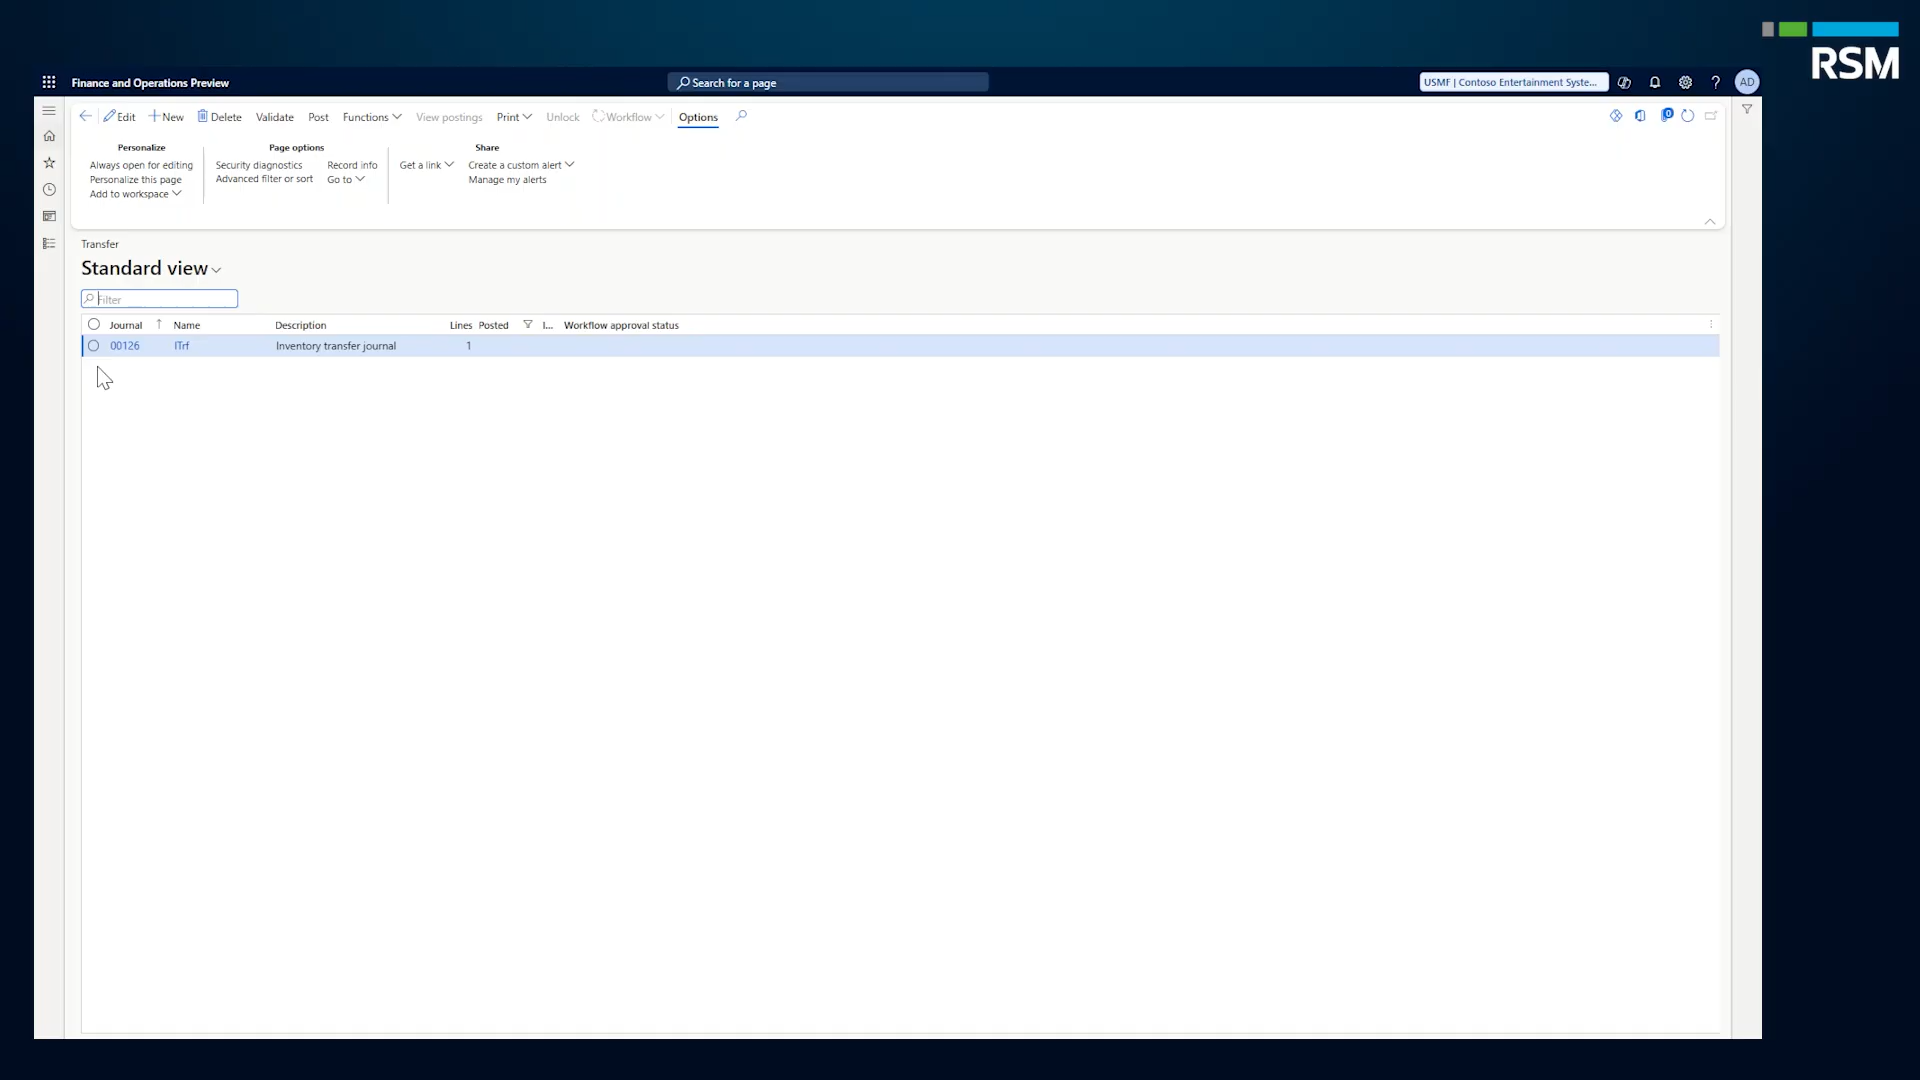 RSM
Finance and Operations Preview
Search for a page
USMF | Contoso Entertainment Syste...
?
AD
Edit
New
Delete
Validate
Post
Functions
View postings
Print
Unlock
Workflow
Options
0
Personalize
Always open for editing
Personalize this page
Add to workspace
Page options
Security diagnostics
Advanced filter or sort
Record info
Go to
Share
Get a link
Create a custom alert
Manage my alerts
Transfer
Standard view
Filter
Journal ↑ Name Description Lines Posted I... Workflow approval status
00126 ITrf Inventory transfer journal 1